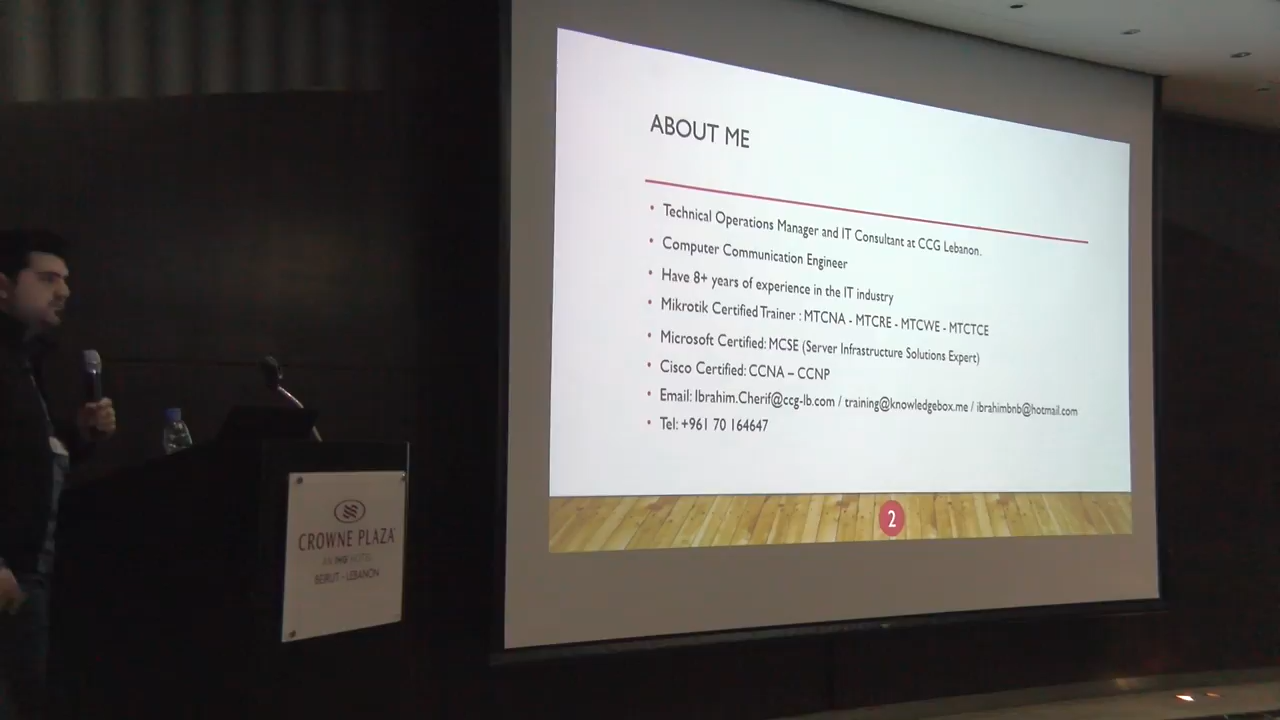 ABOUT ME
• Technical Operations Manager and IT Consultant at CCG Lebanon.
• Computer Communication Engineer
• Have 8+ years of experience in the IT industry
• Mikrotik Certified Trainer : MTCNA - MTCRE - MTCWE - MTCTCE
• Microsoft Certified: MCSE (Server Infrastructure Solutions Expert)
• Cisco Certified: CCNA – CCNP
• Email: Ibrahim.Cherif@ccg-lb.com / training@knowledgebox.me / ibrahimbnb@hotmail.com
• Tel: +961 70 164647
2
CROWNE PLAZA
AN IHG HOTEL
BEIRUT - LEBANON